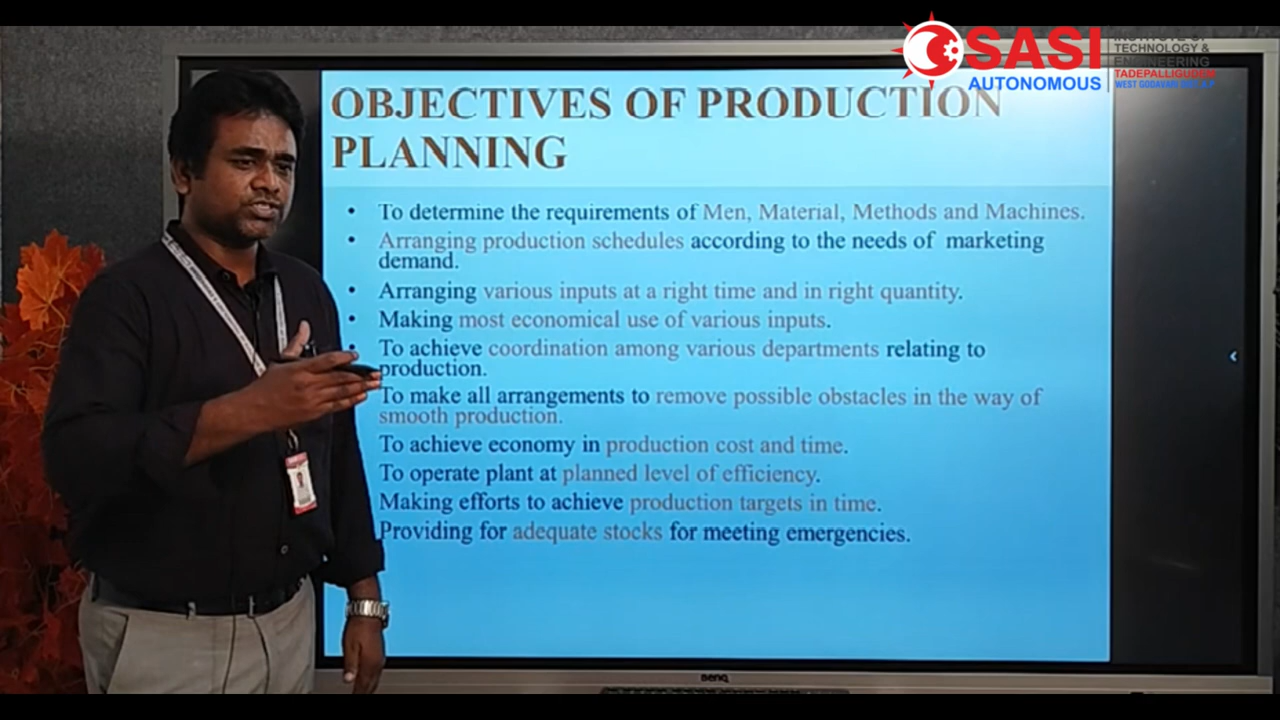 SASI
AUTONOMOUS
INSTITUTE OF
TECHNOLOGY &
ENGINEERING
TADEPALLIGUDEM
OBJECTIVES OF PRODUCTION
PLANNING
• To determine the requirements of Men, Material, Methods and Machines.
• Arranging production schedules according to the needs of marketing
demand.
• Arranging various inputs at a right time and in right quantity.
• Making most economical use of various inputs.
• To achieve coordination among various departments relating to
production.
To make all arrangements to remove possible obstacles in the way of
smooth production.
To achieve economy in production cost and time.
To operate plant at planned level of efficiency.
Making efforts to achieve production targets in time.
Providing for adequate stocks for meeting emergencies.
BenQ